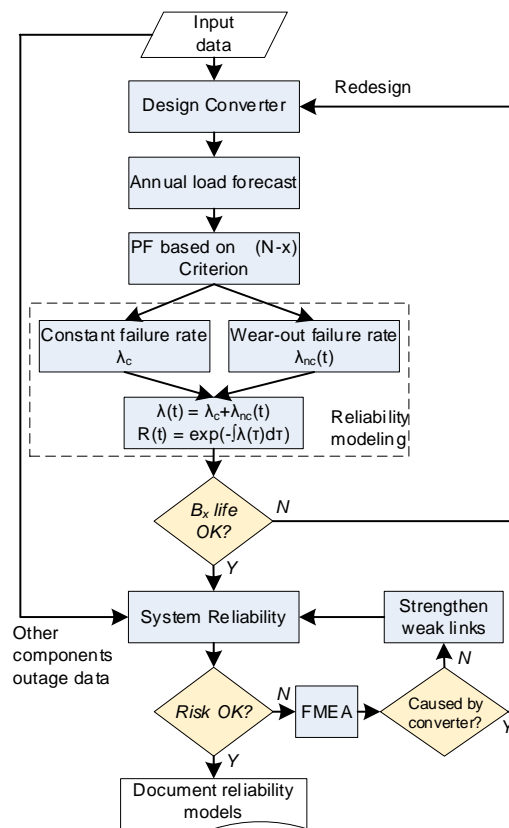 Input
data
Redesign
Design Converter
Annual load forecast
PF based on (N-x)
Criterion
Constant failure rate
λc
Wear-out failure rate
λnc(t)
λ(t) = λc+λnc(t)
R(t) = exp(-∫λ(τ)dτ)
Reliability
modeling
Bx life
OK?
N
Y
System Reliability
Strengthen
weak links
Other
components
outage data
N
Risk OK?
N
FMEA
Caused by
converter?
Y
Y
Document reliability
models